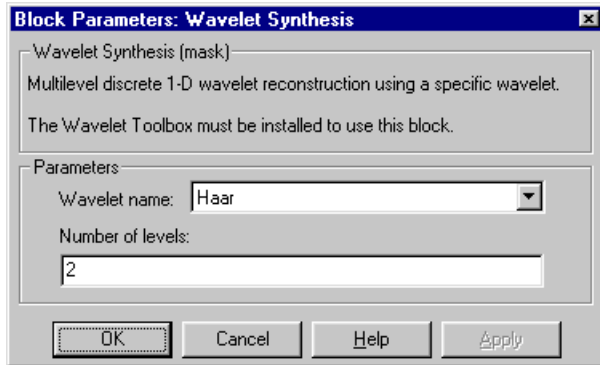 Block Parameters: Wavelet Synthesis
Wavelet Synthesis (mask)
Multilevel discrete 1-D wavelet reconstruction using a specific wavelet.
The Wavelet Toolbox must be installed to use this block.
Parameters
Wavelet name: Haar
Number of levels:
2
OK Cancel Help Apply